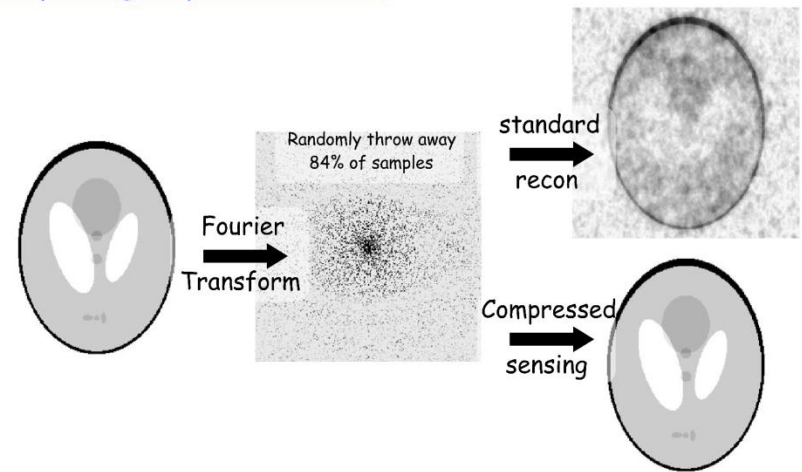 Randomly throw away
84% of samples
standard
recon
Fourier
Transform
Compressed
sensing